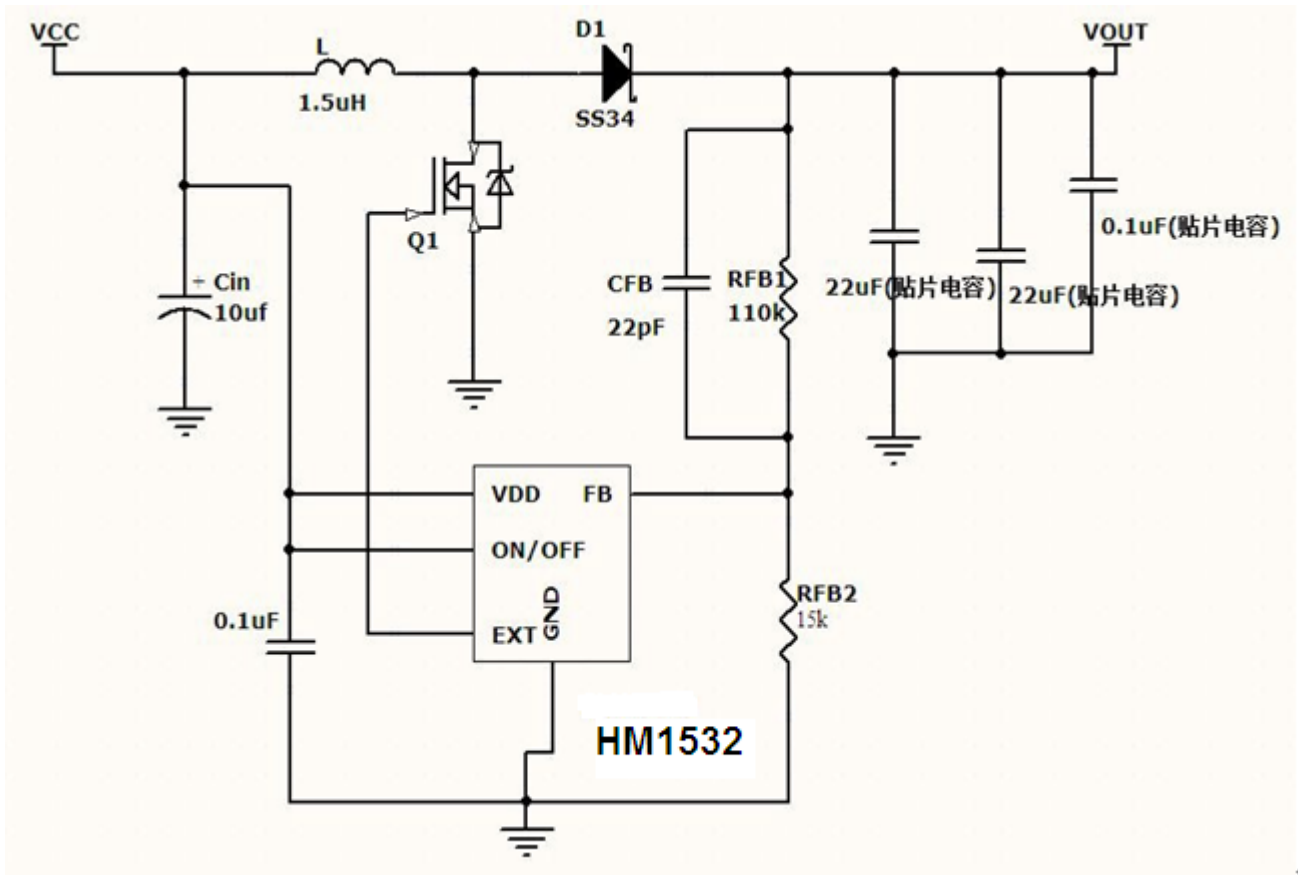 VCC
L
1.5uH
D1
SS34
VOUT
Q1
+ Cin
10uf
CFB
22pF
RFB1
110k
22uF(贴片电容)
22uF(贴片电容)
0.1uF(贴片电容)
VDD
FB
ON/OFF
EXT
GND
0.1uF
RFB2
15k
HM1532